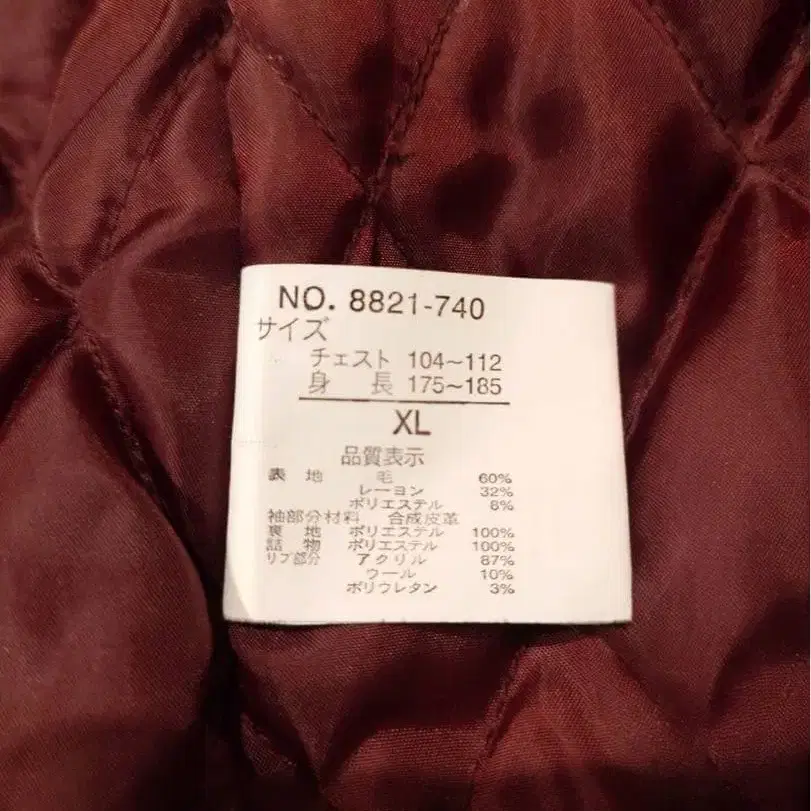 NO. 8821-740
サイズ
チェスト 104~112
身 長 175~185
XL
品質表示
表 地 毛 60%
レーヨン 32%
ポリエステル 8%
袖部分材料 合成皮革
裏 地 ポリエステル 100%
詰 物 ポリエステル 100%
リブ部分 アクリル 87%
ウール 10%
ポリウレタン 3%